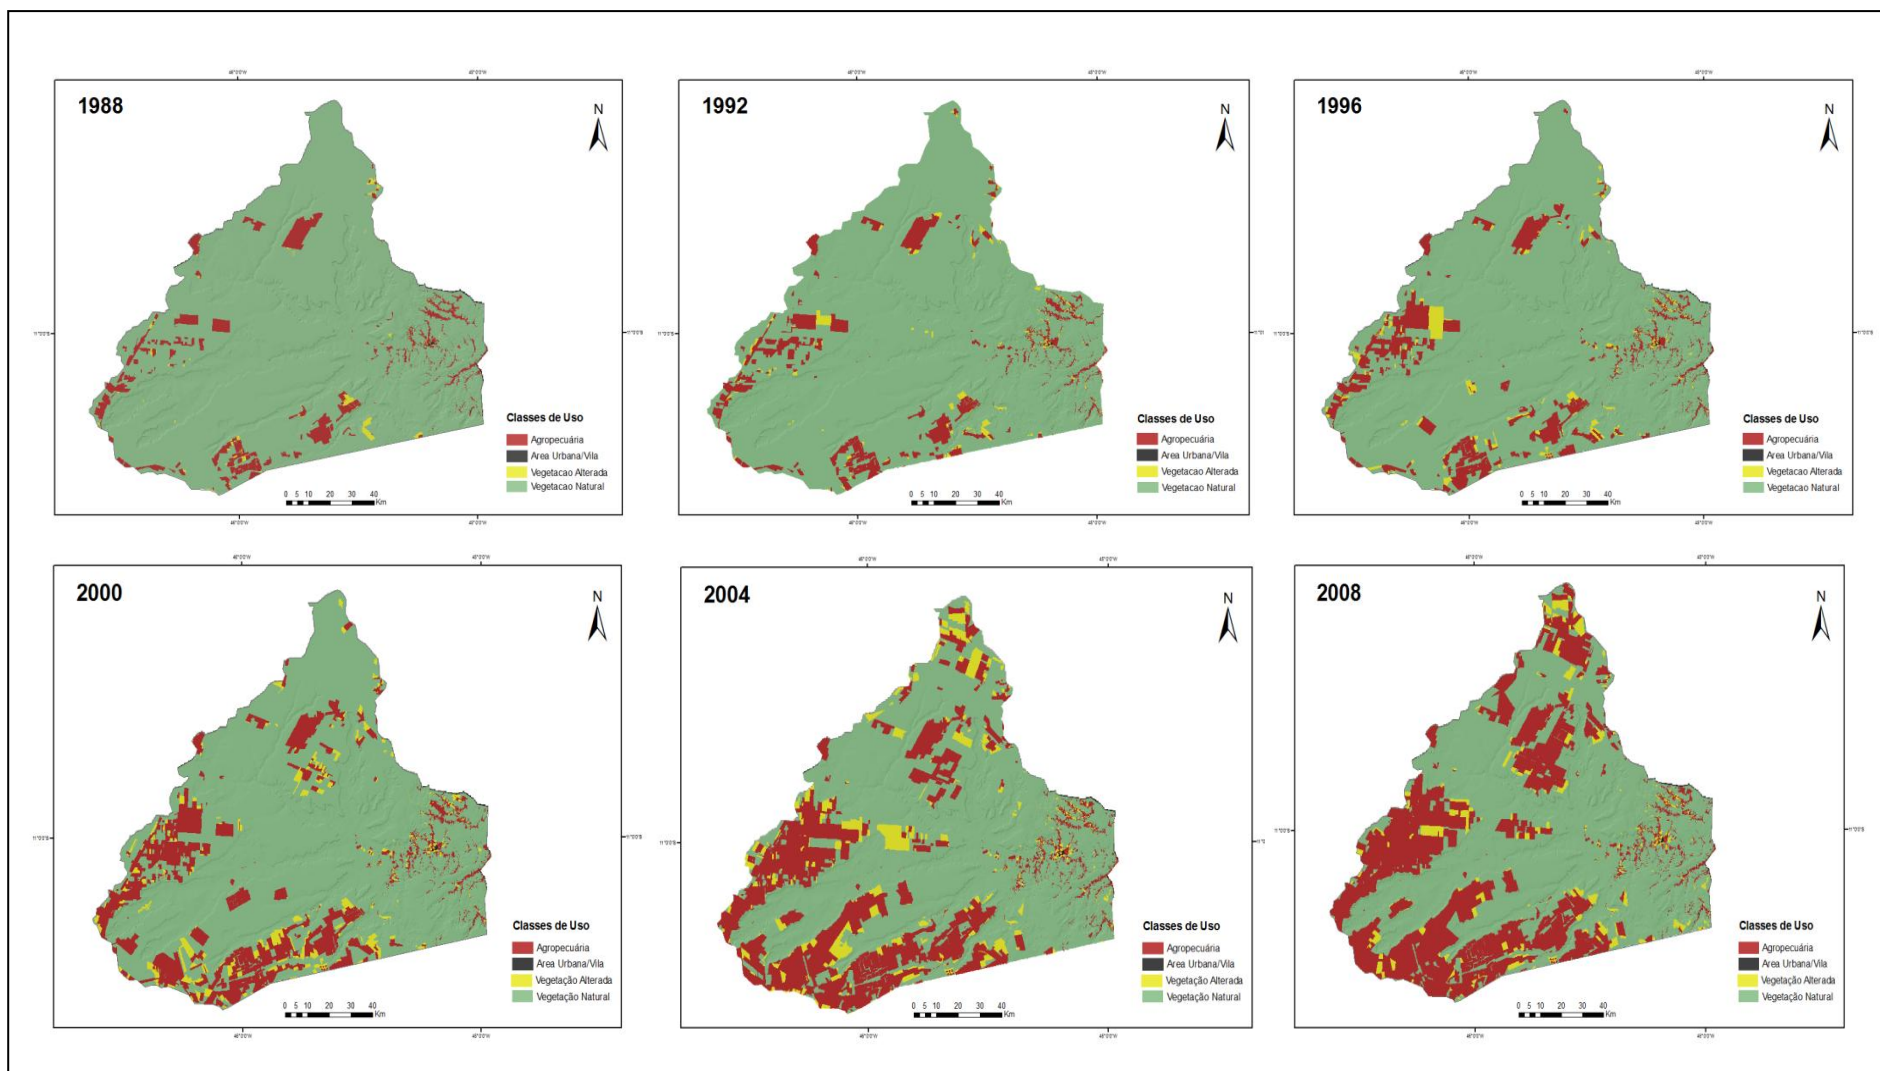 1988
N
Classes de Uso
Agropecuária
Area Urbana/Vila
Vegetacao Alterada
Vegetacao Natural
0 5 10 20 30 40
Km
1992
N
Classes de Uso
Agropecuária
Area Urbana/Vila
Vegetacao Alterada
Vegetacao Natural
0 5 10 20 30 40
Km
1996
N
Classes de Uso
Agropecuária
Area Urbana/Vila
Vegetacao Alterada
Vegetacao Natural
0 5 10 20 30 40
Km
2000
N
Classes de Uso
Agropecuária
Area Urbana/Vila
Vegetação Alterada
Vegetação Natural
0 5 10 20 30 40
Km
2004
N
Classes de Uso
Agropecuária
Area Urbana/Vila
Vegetação Alterada
Vegetação Natural
0 5 10 20 30 40
Km
2008
N
Classes de Uso
Agropecuária
Area Urbana/Vila
Vegetação Alterada
Vegetação Natural
0 5 10 20 30 40
Km